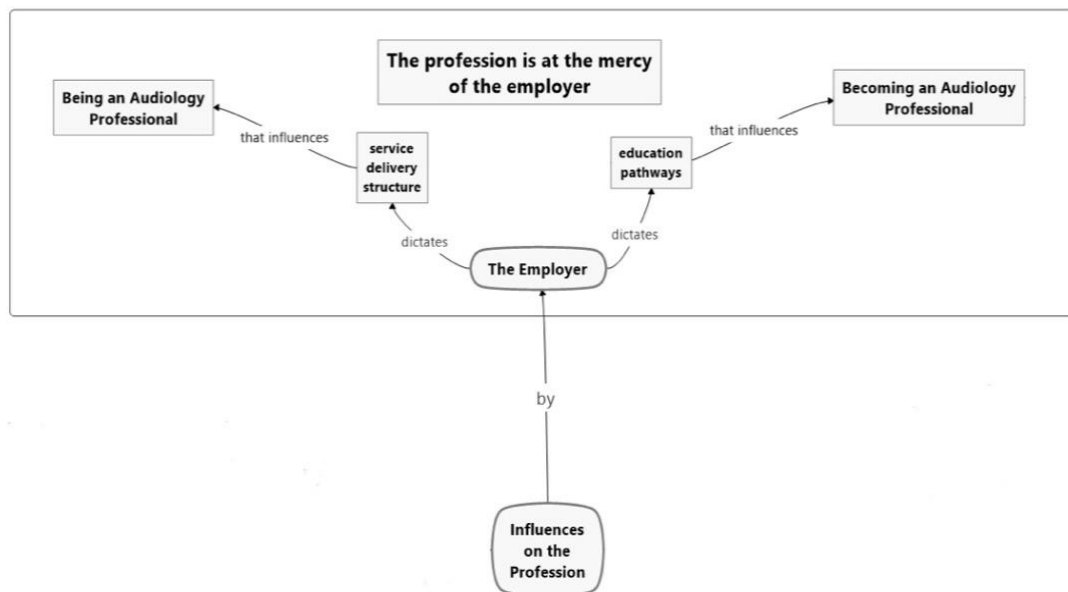 The profession is at the mercy
of the employer
Being an Audiology
Professional
that influences
service
delivery
structure
dictates
Becoming an Audiology
Professional
that influences
education
pathways
dictates
The Employer
by
Influences
on the
Profession